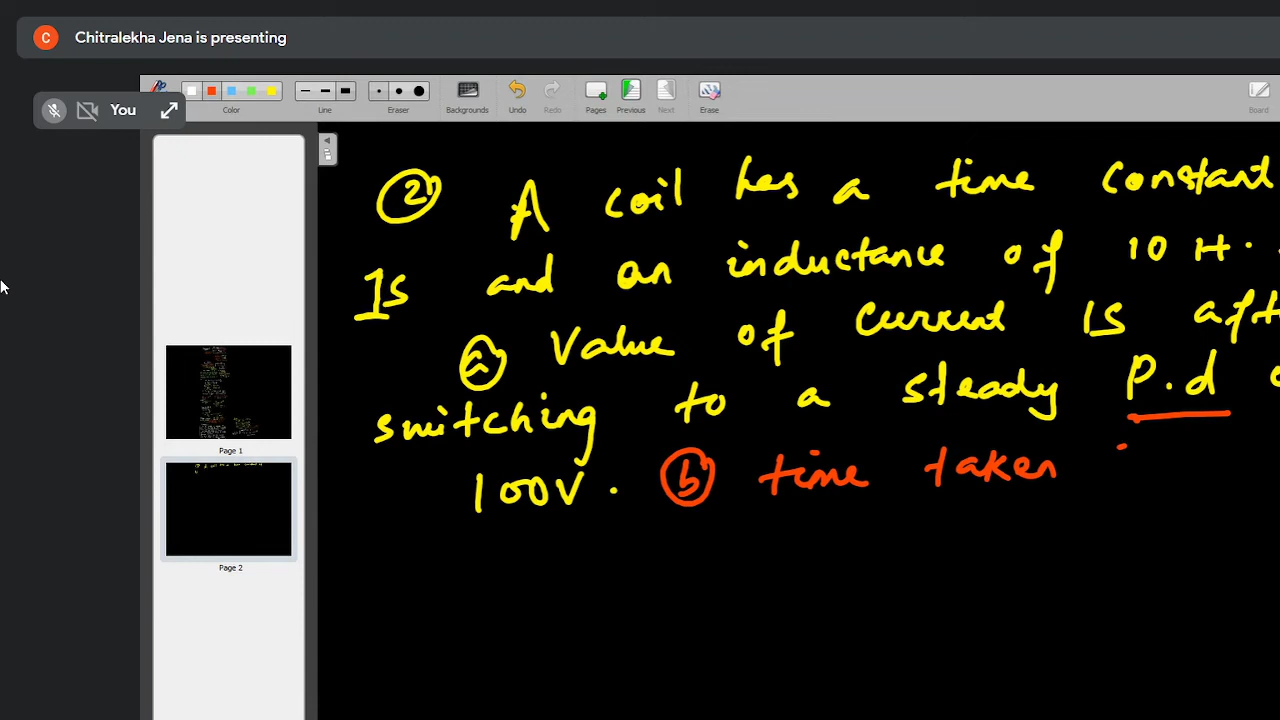 C Chitralekha Jena is presenting
You
Color Line Eraser Backgrounds Undo Redo Pages Previous Next Erase Board
② A coil has a time constant
1s and an inductance of 10 H.
ⓐ Value of current 1s aft
switching to a steady P.d
100V. ⓑ time taken
Page 1
Page 2